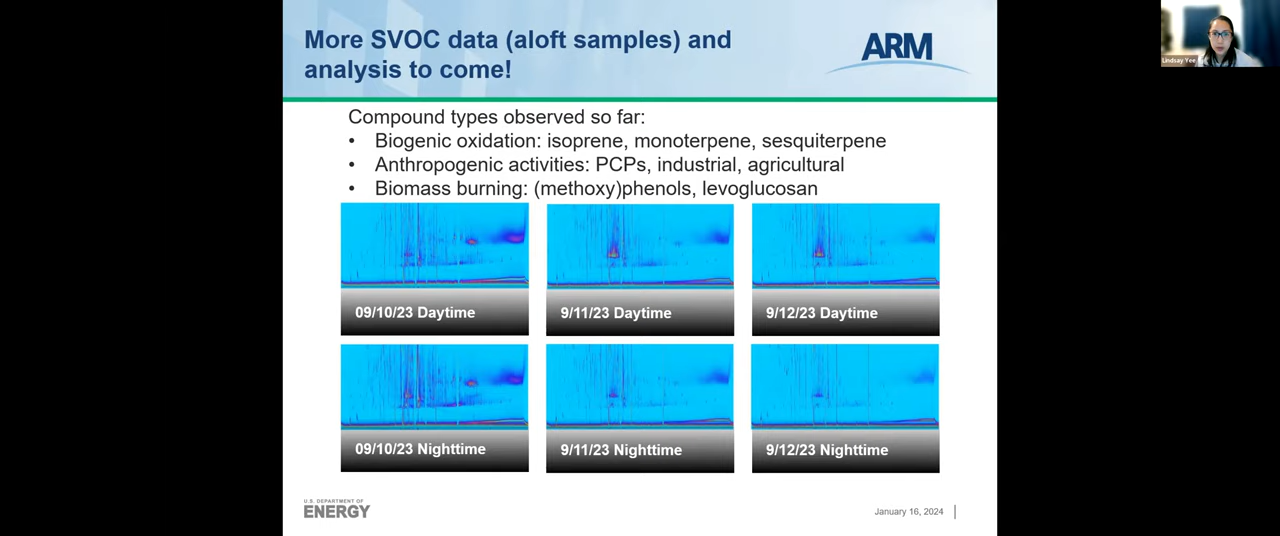 More SVOC data (aloft samples) and
analysis to come!
ARM
Lindsay Yee
Compound types observed so far:
• Biogenic oxidation: isoprene, monoterpene, sesquiterpene
• Anthropogenic activities: PCPs, industrial, agricultural
• Biomass burning: (methoxy)phenols, levoglucosan
09/10/23 Daytime
9/11/23 Daytime
9/12/23 Daytime
09/10/23 Nighttime
9/11/23 Nighttime
9/12/23 Nighttime
U.S. DEPARTMENT OF
ENERGY
January 16, 2024